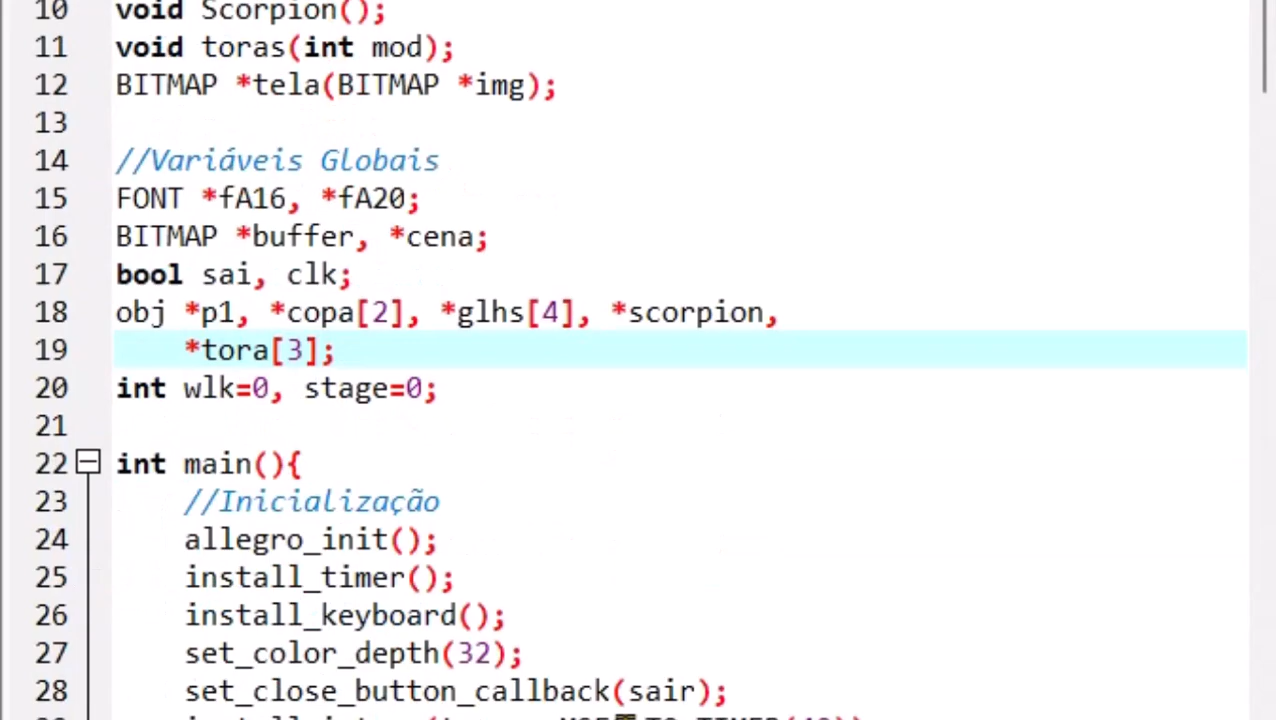 10 void Scorpion();
11 void toras(int mod);
12 BITMAP *tela(BITMAP *img);
13
14 //Variáveis Globais
15 FONT *fA16, *fA20;
16 BITMAP *buffer, *cena;
17 bool sai, clk;
18 obj *p1, *copa[2], *glhs[4], *scorpion,
19 *tora[3];
20 int wlk=0, stage=0;
21
22 int main(){
23 //Inicialização
24 allegro_init();
25 install_timer();
26 install_keyboard();
27 set_color_depth(32);
28 set_close_button_callback(sair);